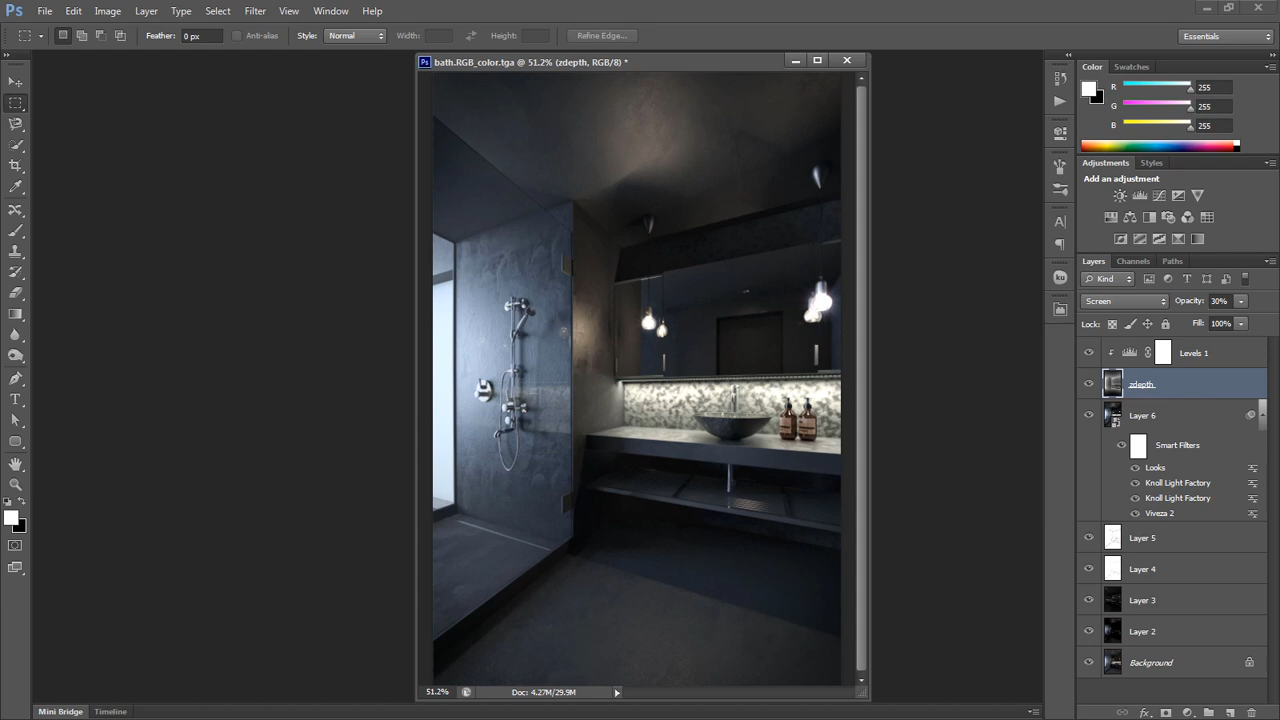 Ps File Edit Image Layer Type Select Filter View Window Help
Feather: 0 px Anti-alias Style: Normal Width: Height: Refine Edge... Essentials
Ps bath.RGB_color.tga @ 51.2% (zdepth, RGB/8) *
Color Swatches
R 255
G 255
B 255
Adjustments Styles
Add an adjustment
Layers Channels Paths
Kind T
Screen Opacity: 30%
Lock: Fill: 100%
Levels 1
zdepth
Layer 6
Smart Filters
Looks
Knoll Light Factory
Knoll Light Factory
Viveza 2
Layer 5
Layer 4
Layer 3
Layer 2
Background
A
ku
T
51.2% Doc: 4.27M/29.9M
fx
Mini Bridge Timeline